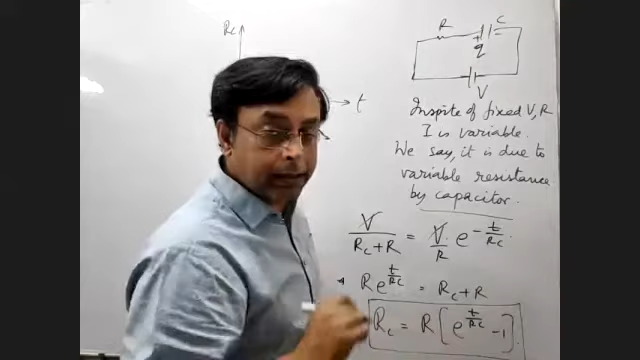 Rc
t
R
C
+
q
V
Inspite of fixed V, R
I is variable.
We say, it is due to
variable resistance
by capacitor.
V/(Rc+R) = V/R e^(-t/RC).
R e^(t/RC) = Rc+R
Rc = R[e^(t/RC) -1]